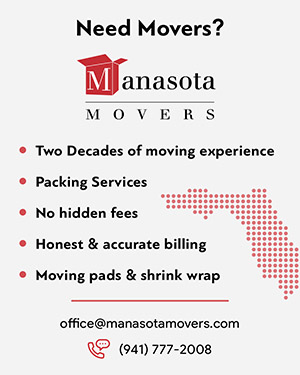 Need Movers?
Manasota
MOVERS
Two Decades of moving experience
Packing Services
No hidden fees
Honest & accurate billing
Moving pads & shrink wrap
office@manasotamovers.com
(941) 777-2008